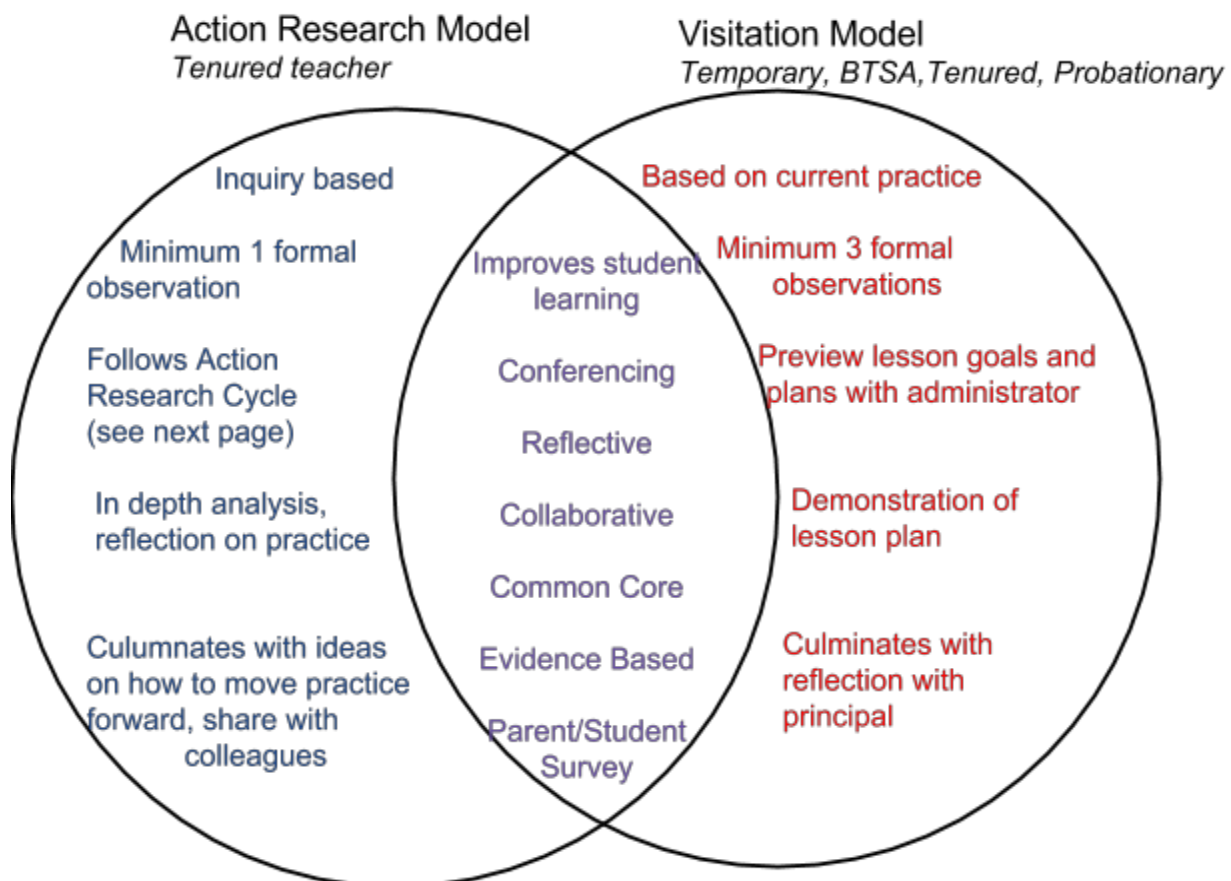 Action Research Model
Tenured teacher
Inquiry based
Minimum 1 formal
observation
Follows Action
Research Cycle
(see next page)
In depth analysis,
reflection on practice
Culumnates with ideas
on how to move practice
forward, share with
colleagues
Improves student
learning
Conferencing
Reflective
Collaborative
Common Core
Evidence Based
Parent/Student
Survey
Visitation Model
Temporary, BTSA,Tenured, Probationary
Based on current practice
Minimum 3 formal
observations
Preview lesson goals and
plans with administrator
Demonstration of
lesson plan
Culminates with
reflection with
principal